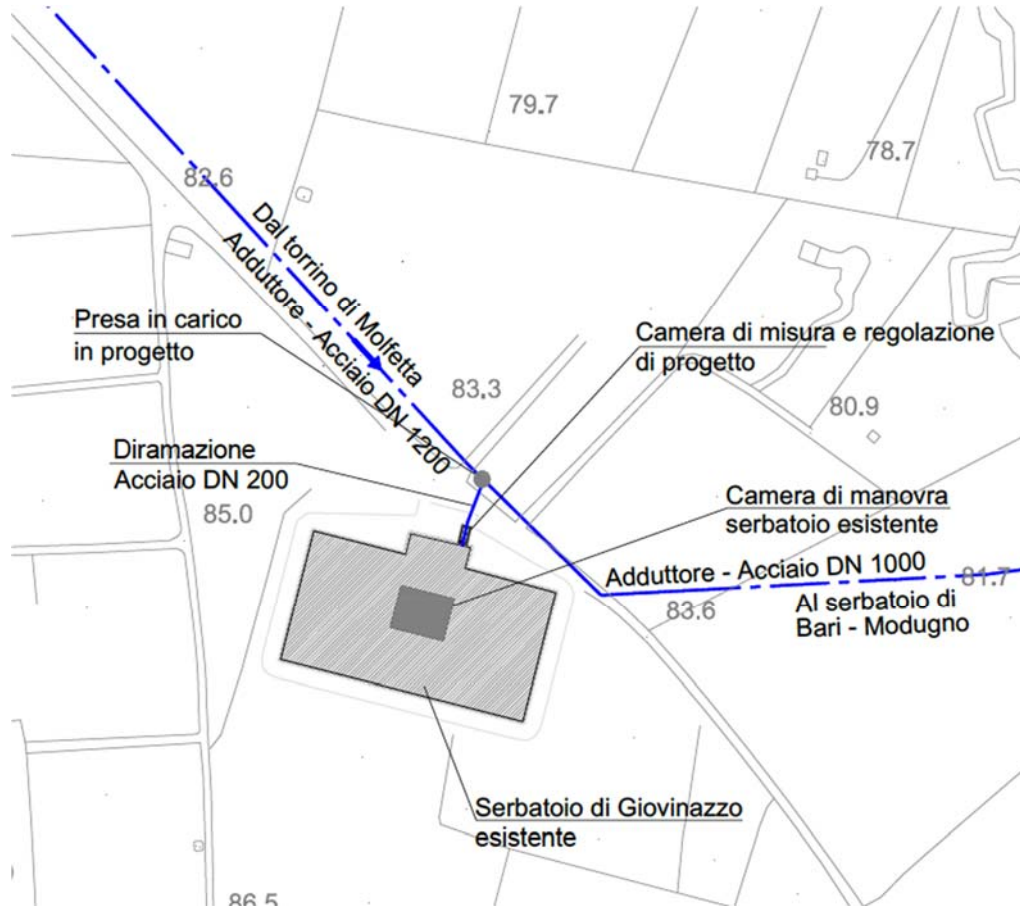 79.7
78.7
82.6
Dal torrino di Molfetta
Adduttore - Acciaio DN 1200
Presa in carico
in progetto
Camera di misura e regolazione
di progetto
83.3
80.9
Diramazione
Acciaio DN 200
85.0
Camera di manovra
serbatoio esistente
Adduttore - Acciaio DN 1000
81.7
83.6
Al serbatoio di
Bari - Modugno
Serbatoio di Giovinazzo
esistente
86.5